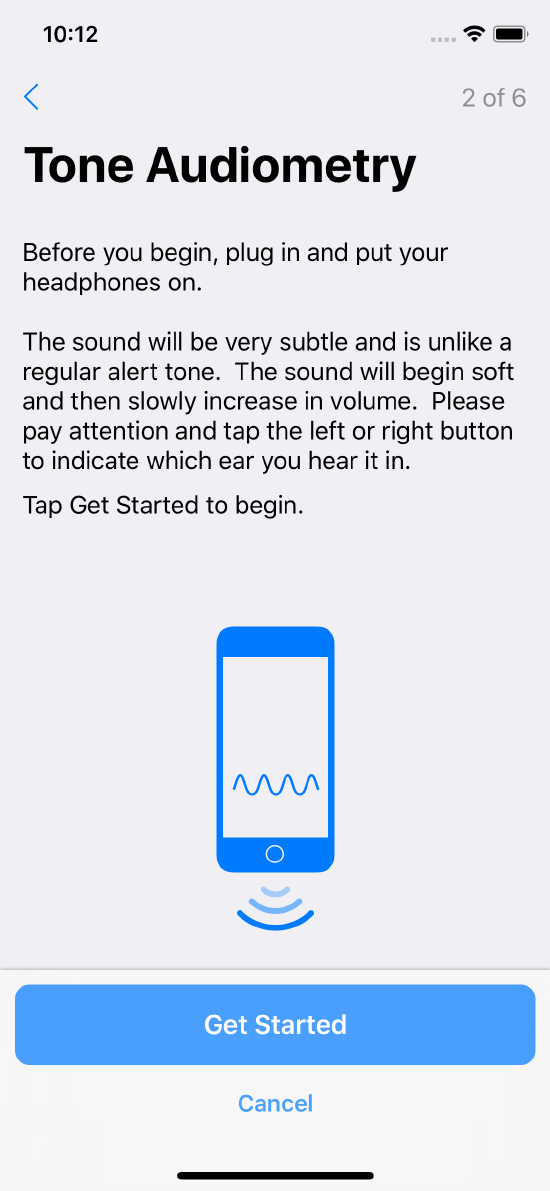 10:12
2 of 6
Tone Audiometry
Before you begin, plug in and put your
headphones on.
The sound will be very subtle and is unlike a
regular alert tone.  The sound will begin soft
and then slowly increase in volume.  Please
pay attention and tap the left or right button
to indicate which ear you hear it in.
Tap Get Started to begin.
Get Started
Cancel